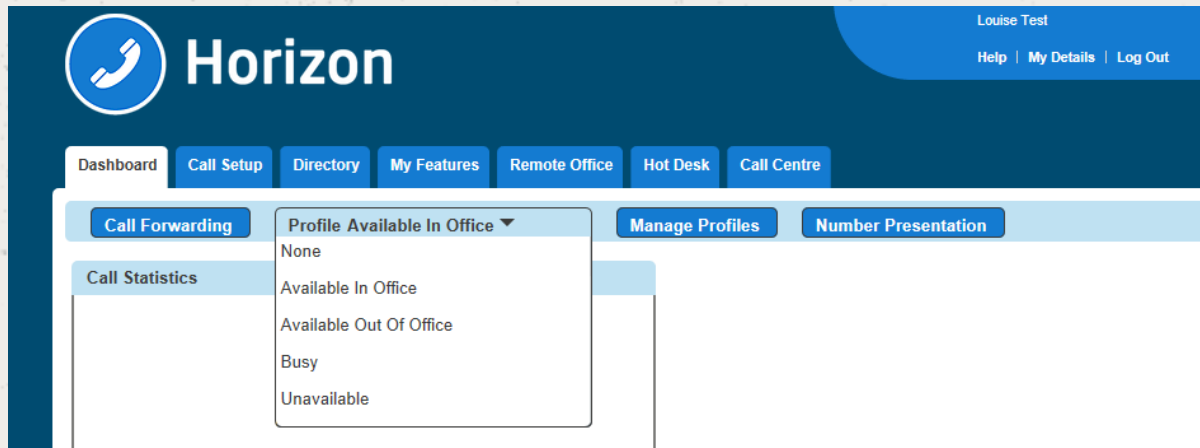 Louise Test
Horizon
Help | My Details | Log Out
Dashboard Call Setup Directory My Features Remote Office Hot Desk Call Centre
Call Forwarding Profile Available In Office Manage Profiles Number Presentation
None
Call Statistics
Available In Office
Available Out Of Office
Busy
Unavailable